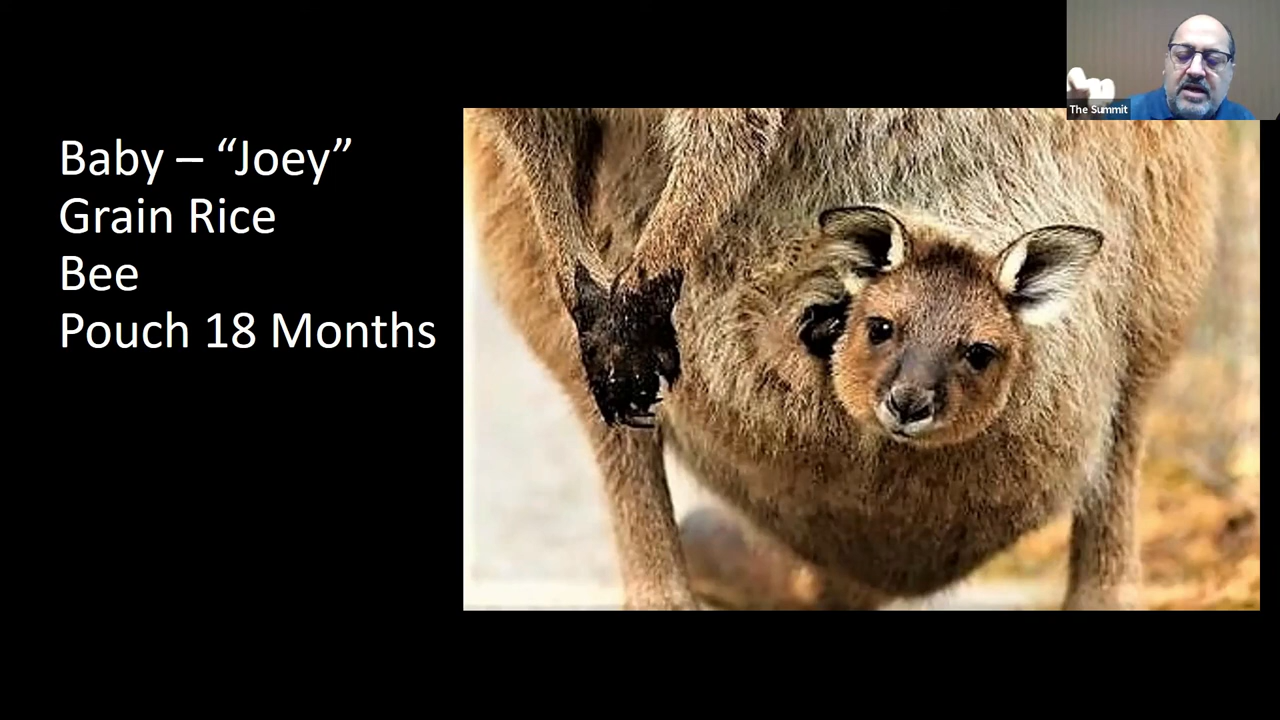 Baby – “Joey”
Grain Rice
Bee
Pouch 18 Months
The Summit